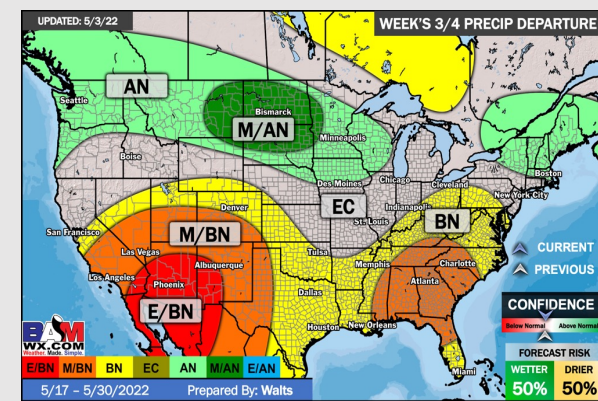 UPDATED: 5/3/22
WEEK'S 3/4 PRECIP DEPARTURE
AN
Seattle
Bismarck
M/AN
Minneapolis
Boise
Boston
Des Moines
Chicago
Cleveland
New York City
EC
Indianapolis
Denver
St. Louis
BN
San Francisco
M/BN
CURRENT
Las Vegas
Tulsa
Memphis
Charlotte
PREVIOUS
Los Angeles
Albuquerque
Phoenix
Atlanta
Dallas
E/BN
CONFIDENCE
Below Normal
Above Normal
Houston
New Orleans
BAM
WX.COM
Weather. Made. Simple.
FORECAST RISK
E/BN M/BN BN EC AN M/AN E/AN
Miami
WETTER
DRIER
5/17 – 5/30/2022
Prepared By: Walts
50%
50%